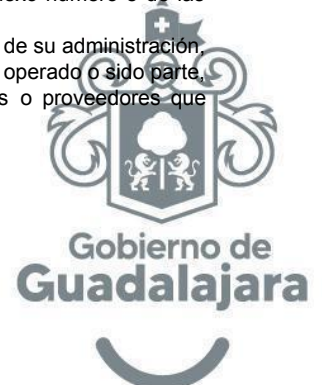 de su administración,
operado o sido parte,
s o proveedores que
Gobierno de
Guadalajara